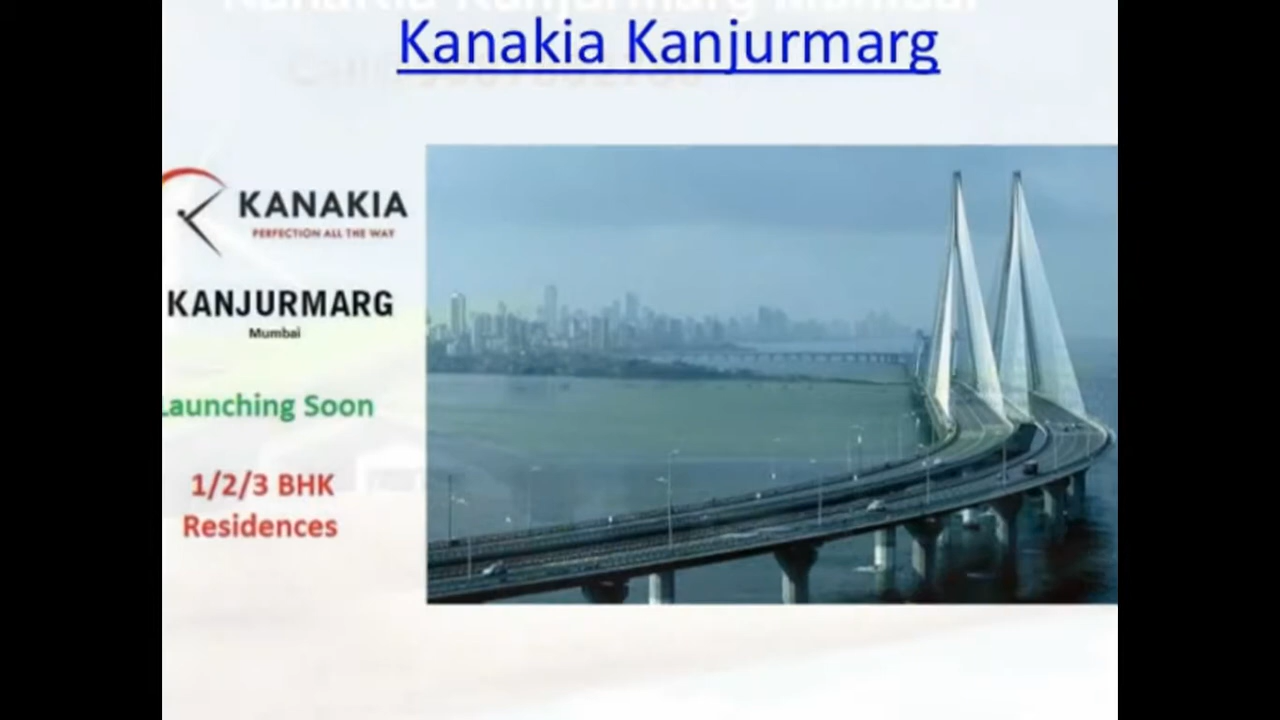 Kanakia Kanjurmarg
KANAKIA
PERFECTION ALL THE WAY
KANJURMARG
Mumbai
Launching Soon
1/2/3 BHK
Residences